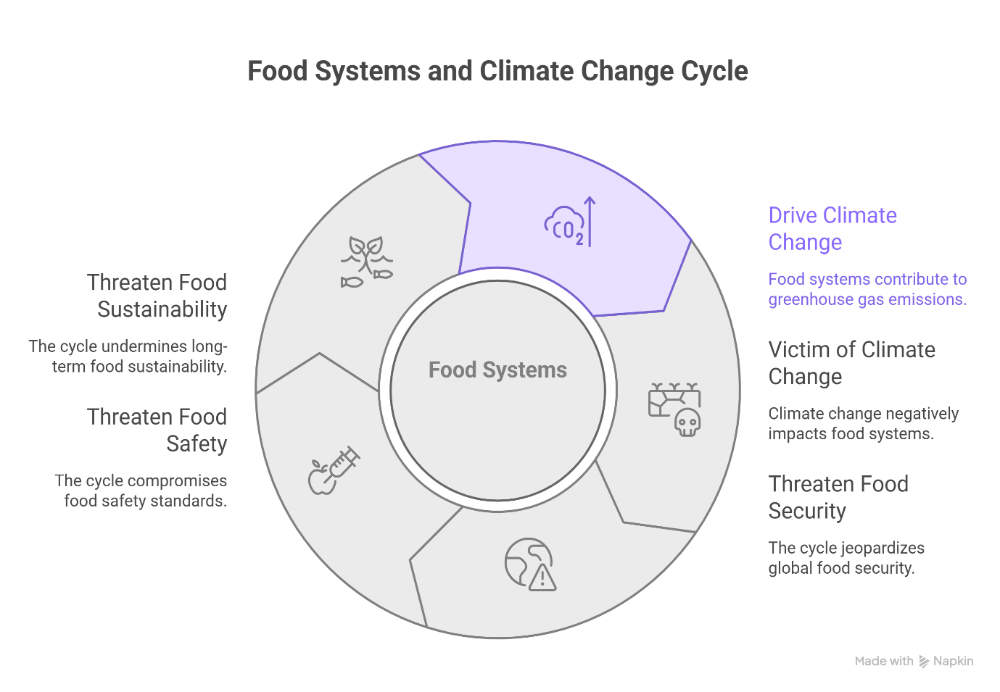 Food Systems and Climate Change Cycle
CO2
Drive Climate
Change
Food systems contribute to
greenhouse gas emissions.
Victim of Climate
Change
Climate change negatively
impacts food systems.
Threaten Food
Security
The cycle jeopardizes
global food security.
Threaten Food
Safety
The cycle compromises
food safety standards.
Threaten Food
Sustainability
The cycle undermines long-
term food sustainability.
Food Systems
Made with Napkin